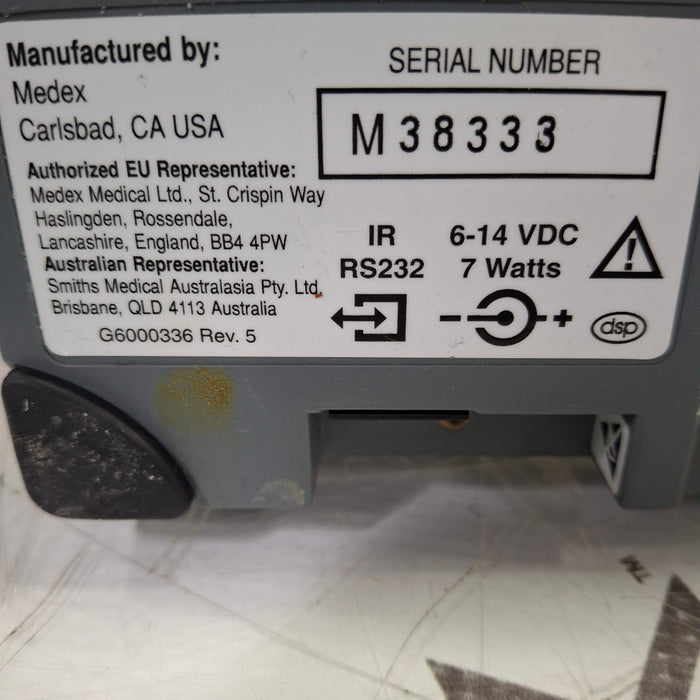 Manufactured by:
Medex
Carlsbad, CA USA
Authorized EU Representative:
Medex Medical Ltd., St. Crispin Way
Haslingden, Rossendale,
Lancashire, England, BB4 4PW
Australian Representative:
Smiths Medical Australasia Pty. Ltd.
Brisbane, QLD 4113 Australia
G6000336 Rev. 5
SERIAL NUMBER
M38333
IR
RS232
6-14 VDC
7 Watts
- +
dsp
TM